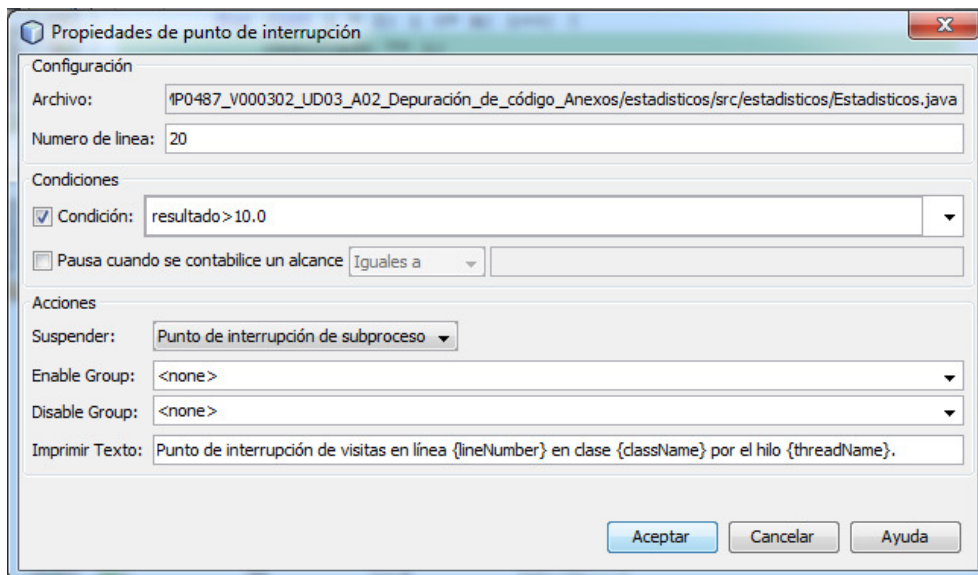 Propiedades de punto de interrupción
Configuración
Archivo: MP0487_V000302_UD03_A02_Depuración_de_código_Anexos/estadisticos/src/estadisticos/Estadisticos.java
Numero de linea: 20
Condiciones
Condición: resultado>10.0
Pausa cuando se contabilice un alcance Iguales a
Acciones
Suspender: Punto de interrupción de subproceso
Enable Group: <none>
Disable Group: <none>
Imprimir Texto: Punto de interrupción de visitas en línea {lineNumber} en clase {className} por el hilo {threadName}.
Aceptar Cancelar Ayuda